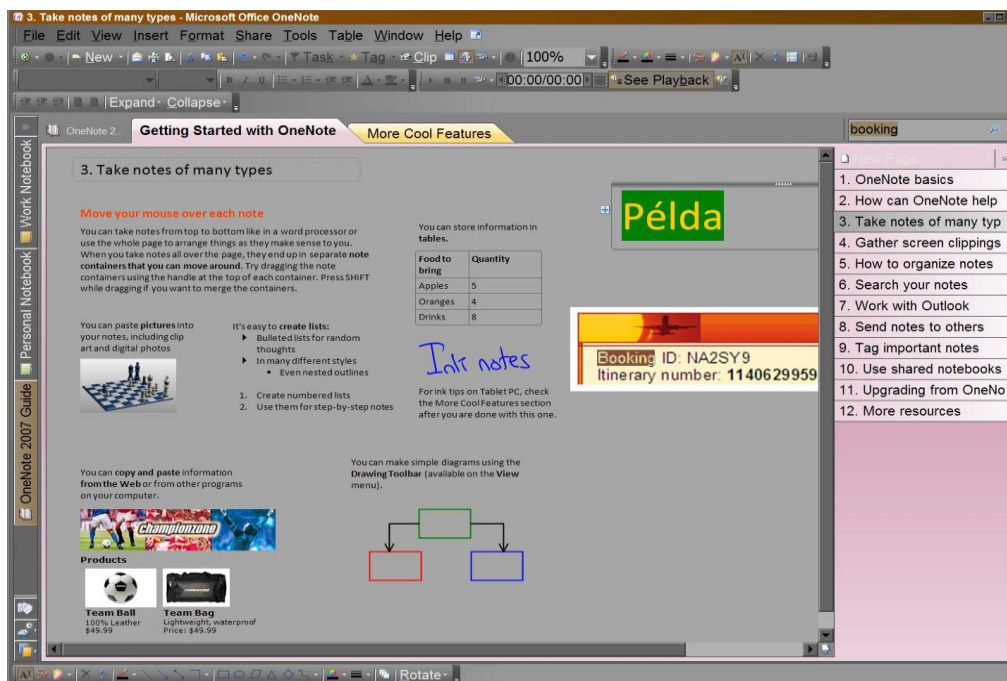 3. Take notes of many types - Microsoft Office OneNote
File Edit View Insert Format Share Tools Table Window Help
New Task Tag Clip 100%
00:00/00:00 See Playback
Expand Collapse
OneNote 2... Getting Started with OneNote More Cool Features
booking
Work Notebook
Personal Notebook
OneNote 2007 Guide
3. Take notes of many types
Move your mouse over each note
You can take notes from top to bottom like in a word processor or
use the whole page to arrange things as they make sense to you.
When you take notes all over the page, they end up in separate note
containers that you can move around. Try dragging the note
containers using the handle at the top of each container. Press SHIFT
while dragging if you want to merge the containers.
You can store information in
tables.
Food to bring Quantity
Apples 5
Oranges 4
Drinks 8
Példa
Booking ID: NA2SY9
Itinerary number: 1140629959
You can paste pictures into
your notes, including clip
art and digital photos
It's easy to create lists:
Bulleted lists for random
thoughts
In many different styles
Even nested outlines
1. Create numbered lists
2. Use them for step-by-step notes
Ink notes
For ink tips on Tablet PC, check
the More Cool Features section
after you are done with this one.
You can copy and paste information
from the Web or from other programs
on your computer.
You can make simple diagrams using the
Drawing Toolbar (available on the View
menu).
Championzone
Products
Team Ball
100% Leather
$49.99
Team Bag
Lightweight, waterproof
Price: $49.99
New Page
1. OneNote basics
2. How can OneNote help
3. Take notes of many typ
4. Gather screen clippings
5. How to organize notes
6. Search your notes
7. Work with Outlook
8. Send notes to others
9. Tag important notes
10. Use shared notebooks
11. Upgrading from OneNo
12. More resources
Rotate